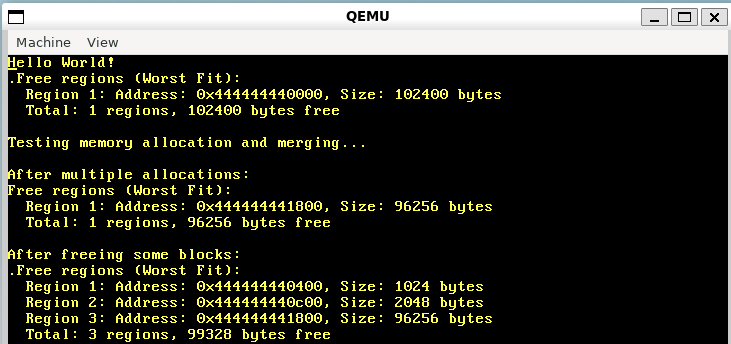 QEMU
Machine View
Hello World!
.Free regions (Worst Fit):
Region 1: Address: 0x444444440000, Size: 102400 bytes
Total: 1 regions, 102400 bytes free
Testing memory allocation and merging...
After multiple allocations:
Free regions (Worst Fit):
Region 1: Address: 0x444444441800, Size: 96256 bytes
Total: 1 regions, 96256 bytes free
After freeing some blocks:
.Free regions (Worst Fit):
Region 1: Address: 0x444444440400, Size: 1024 bytes
Region 2: Address: 0x444444440c00, Size: 2048 bytes
Region 3: Address: 0x444444441800, Size: 96256 bytes
Total: 3 regions, 99328 bytes free